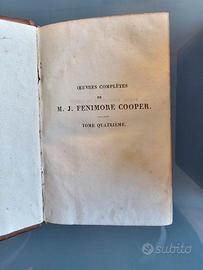 ŒUVRES COMPLÈTES
DE
M. J. FENIMORE COOPER.
TOME QUATRIÈME.
subito